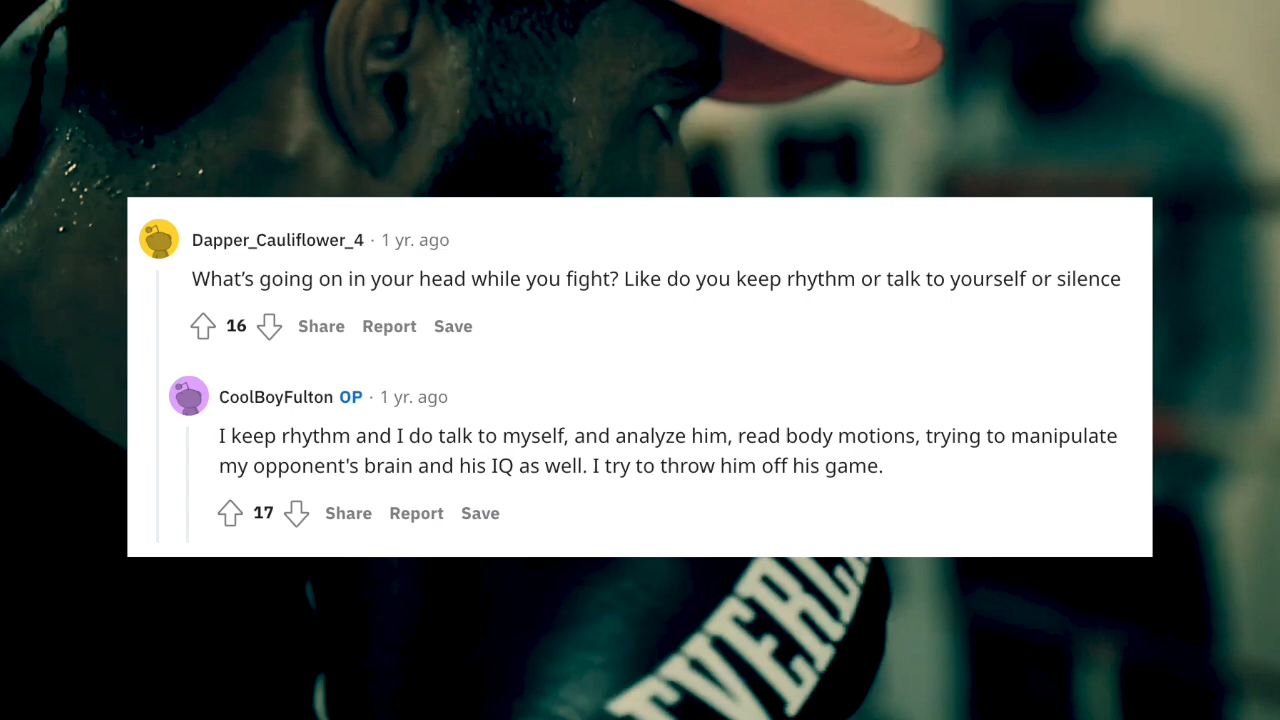 Dapper_Cauliflower_4 · 1 yr. ago
What’s going on in your head while you fight? Like do you keep rhythm or talk to yourself or silence
16 Share Report Save
CoolBoyFulton OP · 1 yr. ago
I keep rhythm and I do talk to myself, and analyze him, read body motions, trying to manipulate
my opponent's brain and his IQ as well. I try to throw him off his game.
17 Share Report Save
EVERL